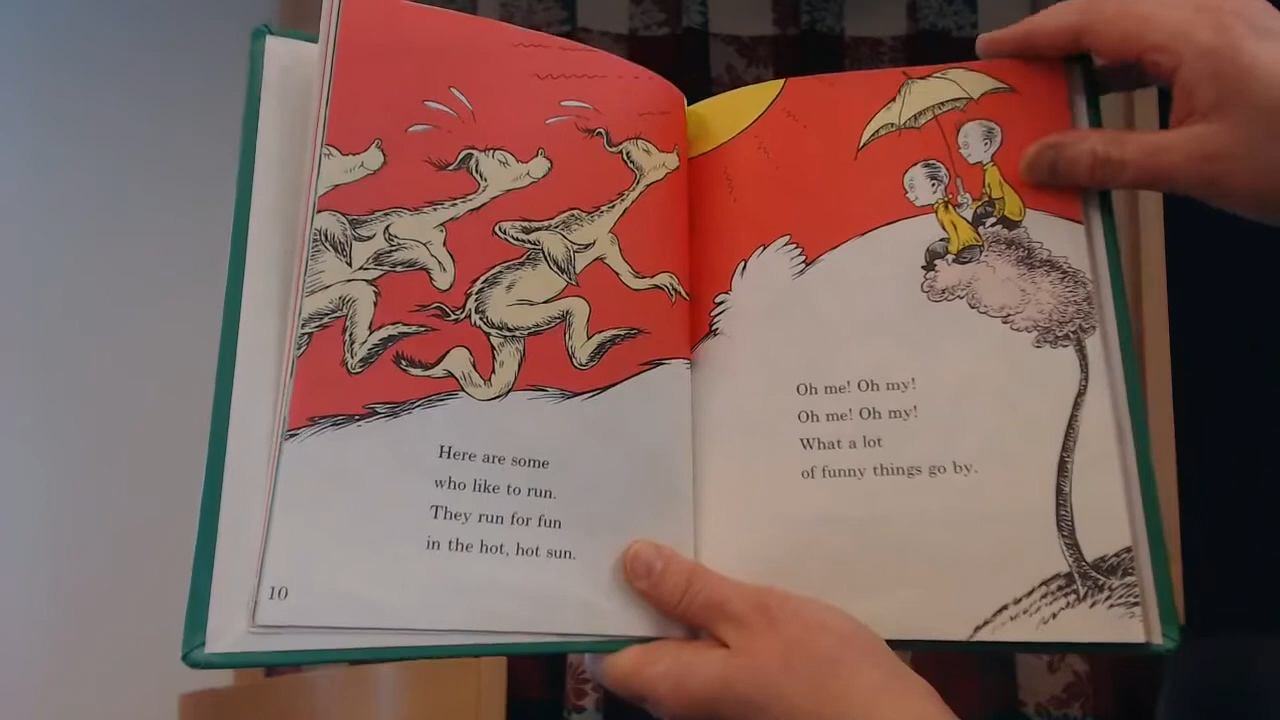 Here are some
who like to run.
They run for fun
in the hot, hot sun.
10
Oh me! Oh my!
Oh me! Oh my!
What a lot
of funny things go by.